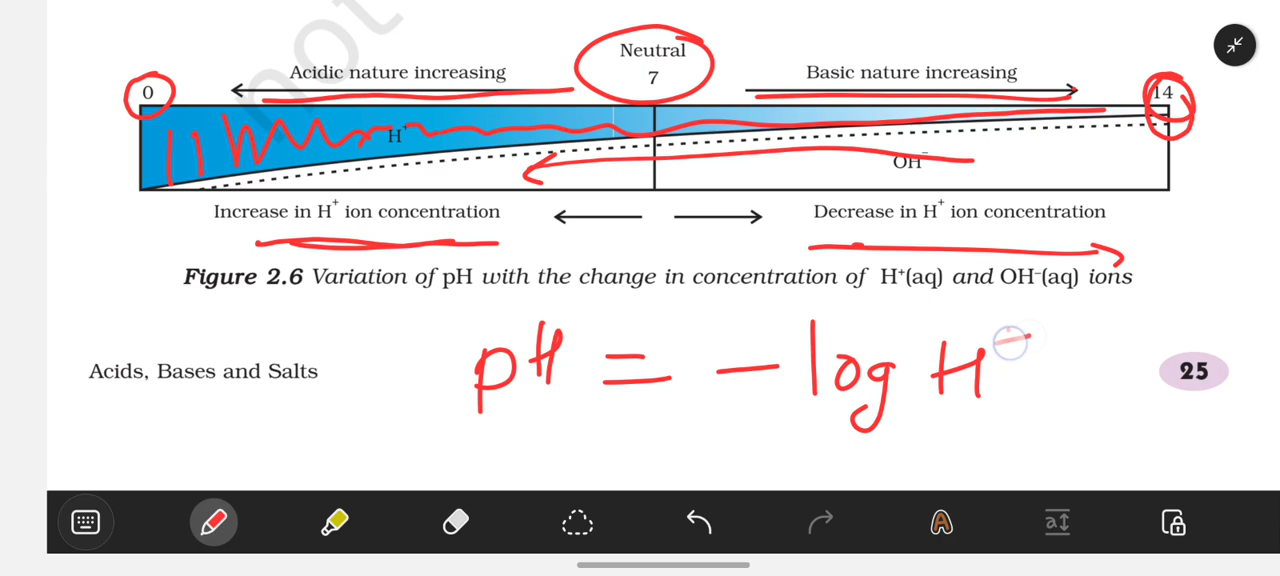 not
Neutral
Acidic nature increasing 7 Basic nature increasing
0 14
H⁺
OH⁻
Increase in H⁺ ion concentration Decrease in H⁺ ion concentration
Figure 2.6 Variation of pH with the change in concentration of H⁺(aq) and OH⁻(aq) ions
pH = - log H
Acids, Bases and Salts 25
A
a